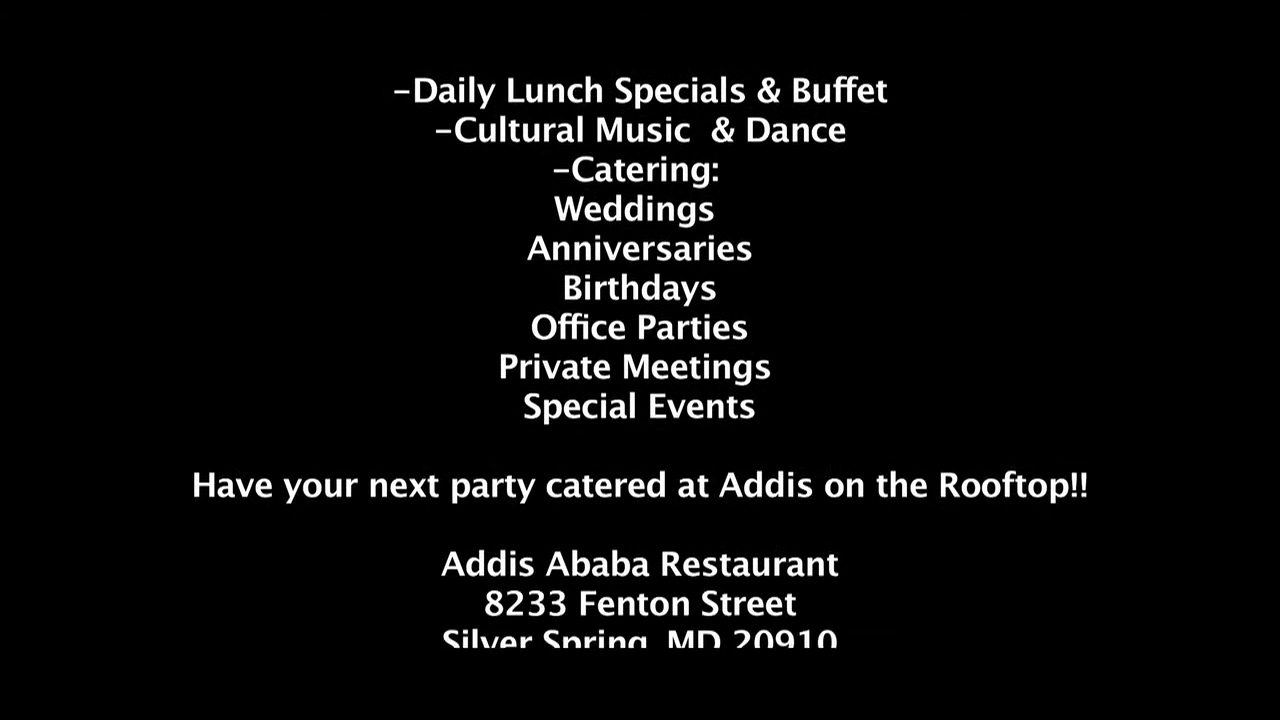 -Daily Lunch Specials & Buffet
-Cultural Music  & Dance
-Catering:
Weddings
Anniversaries
Birthdays
Office Parties
Private Meetings
Special Events
Have your next party catered at Addis on the Rooftop!!
Addis Ababa Restaurant
8233 Fenton Street
Silver Spring, MD 20910